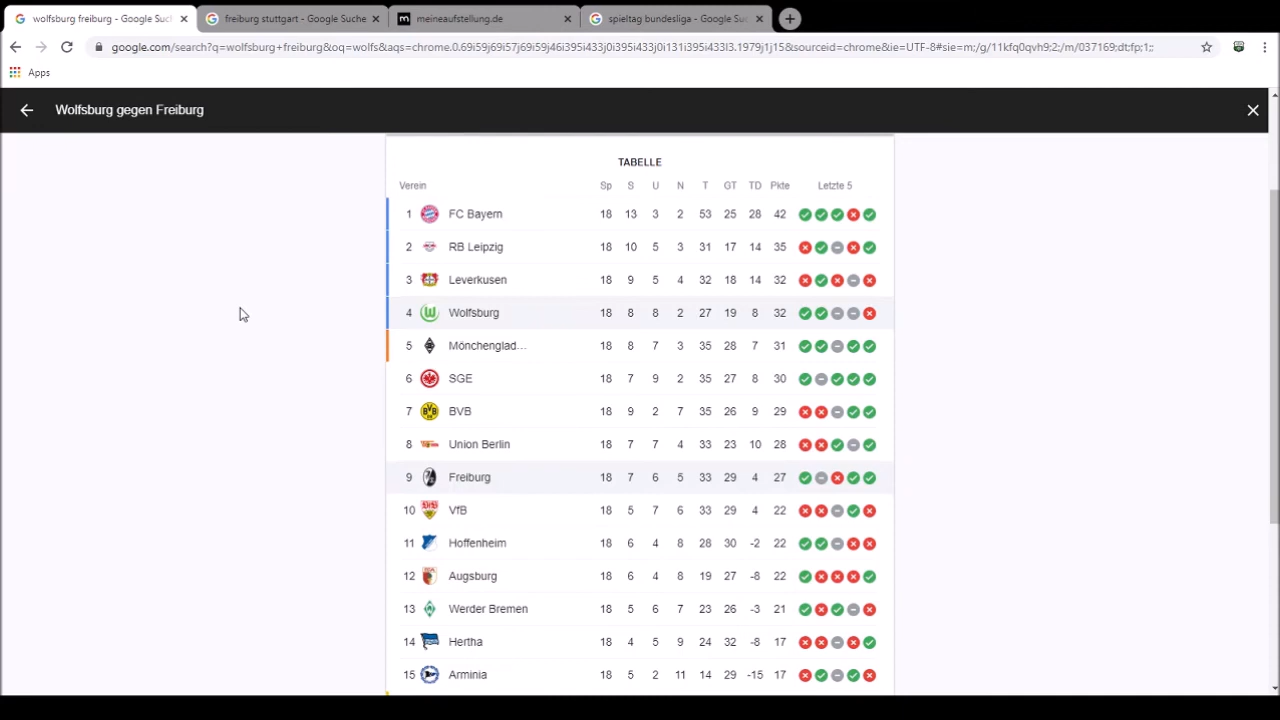 wolfsburg freiburg - Google Suc
freiburg stuttgart - Google Suche
meineaufstellung.de
spieltag bundesliga - Google Suc
google.com/search?q=wolfsburg+freiburg&oq=wolfs&aqs=chrome.0.69i59j69i57j69i59j46i395i433j0i395i433j0i131i395i433l3.1979j1j15&sourceid=chrome&ie=UTF-8#sie=m;/g/11kfq0qvh9;2;/m/037169;dt;fp;1;;
Apps
Wolfsburg gegen Freiburg
TABELLE
Verein Sp S U N T GT TD Pkte Letzte 5
1 FC Bayern 18 13 3 2 53 25 28 42
2 RB Leipzig 18 10 5 3 31 17 14 35
3 Leverkusen 18 9 5 4 32 18 14 32
4 Wolfsburg 18 8 8 2 27 19 8 32
5 Mönchenglad... 18 8 7 3 35 28 7 31
6 SGE 18 7 9 2 35 27 8 30
7 BVB 18 9 2 7 35 26 9 29
8 Union Berlin 18 7 7 4 33 23 10 28
9 Freiburg 18 7 6 5 33 29 4 27
10 VfB 18 5 7 6 33 29 4 22
11 Hoffenheim 18 6 4 8 28 30 -2 22
12 Augsburg 18 6 4 8 19 27 -8 22
13 Werder Bremen 18 5 6 7 23 26 -3 21
14 Hertha 18 4 5 9 24 32 -8 17
15 Arminia 18 5 2 11 14 29 -15 17